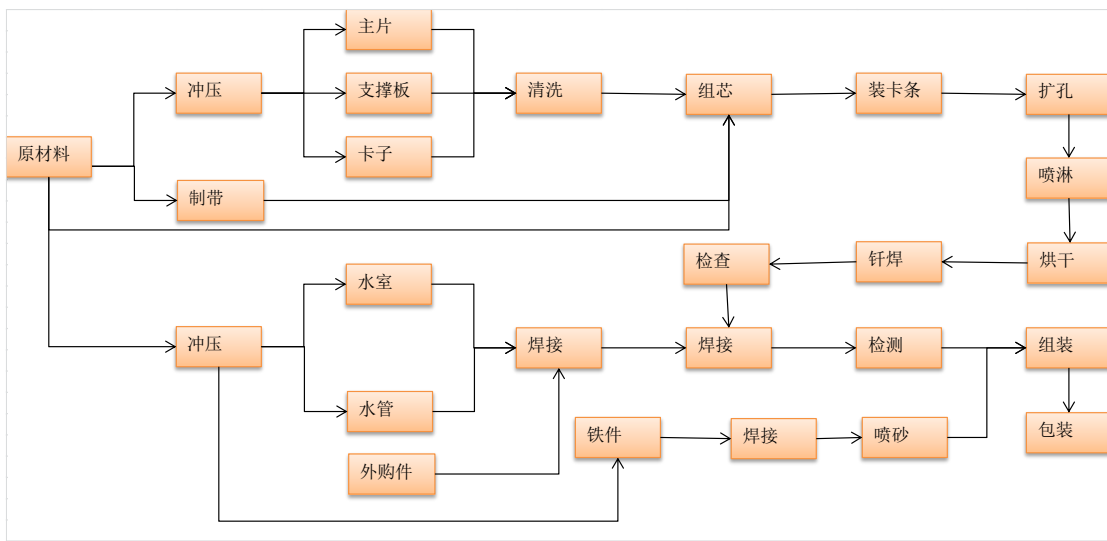 主片
冲压
支撑板
清洗
组芯
装卡条
扩孔
原材料
卡子
制带
喷淋
检查
钎焊
烘干
水室
冲压
焊接
焊接
检测
组装
水管
铁件
焊接
喷砂
包装
外购件